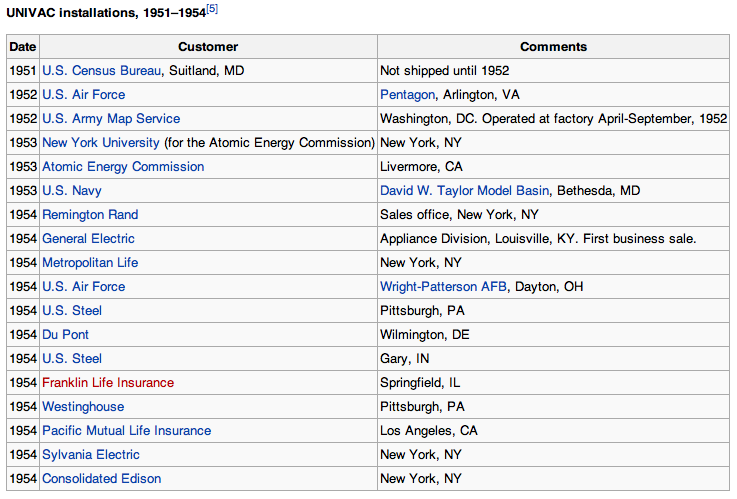 UNIVAC installations, 1951–1954[5]
Date Customer Comments
1951 U.S. Census Bureau, Suitland, MD Not shipped until 1952
1952 U.S. Air Force Pentagon, Arlington, VA
1952 U.S. Army Map Service Washington, DC. Operated at factory April-September, 1952
1953 New York University (for the Atomic Energy Commission) New York, NY
1953 Atomic Energy Commission Livermore, CA
1953 U.S. Navy David W. Taylor Model Basin, Bethesda, MD
1954 Remington Rand Sales office, New York, NY
1954 General Electric Appliance Division, Louisville, KY. First business sale.
1954 Metropolitan Life New York, NY
1954 U.S. Air Force Wright-Patterson AFB, Dayton, OH
1954 U.S. Steel Pittsburgh, PA
1954 Du Pont Wilmington, DE
1954 U.S. Steel Gary, IN
1954 Franklin Life Insurance Springfield, IL
1954 Westinghouse Pittsburgh, PA
1954 Pacific Mutual Life Insurance Los Angeles, CA
1954 Sylvania Electric New York, NY
1954 Consolidated Edison New York, NY